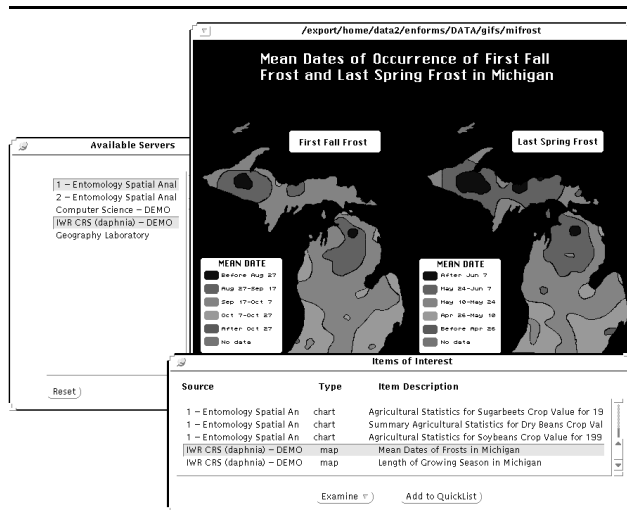 /export/home/data2/enforms/DATA/gifs/mifrost
Mean Dates of Occurrence of First Fall
Frost and Last Spring Frost in Michigan
First Fall Frost
Last Spring Frost
MEAN DATE
Before Aug 27
Aug 27-Sep 17
Sep 17-Oct 7
Oct 7-Oct 27
After Oct 27
No data
MEAN DATE
After Jun 7
May 24-Jun 7
May 10-May 24
Apr 26-May 10
Before Apr 26
No data
Available Servers
1 – Entomology Spatial Anal
2 – Entomology Spatial Anal
Computer Science – DEMO
IWR CRS (daphnia) – DEMO
Geography Laboratory
Reset
Items of Interest
Source Type Item Description
1 – Entomology Spatial An chart Agricultural Statistics for Sugarbeets Crop Value for 19
1 – Entomology Spatial An chart Summary Agricultural Statistics for Dry Beans Crop Val
1 – Entomology Spatial An chart Agricultural Statistics for Soybeans Crop Value for 199
IWR CRS (daphnia) – DEMO map Mean Dates of Frosts in Michigan
IWR CRS (daphnia) – DEMO map Length of Growing Season in Michigan
Examine Add to QuickList